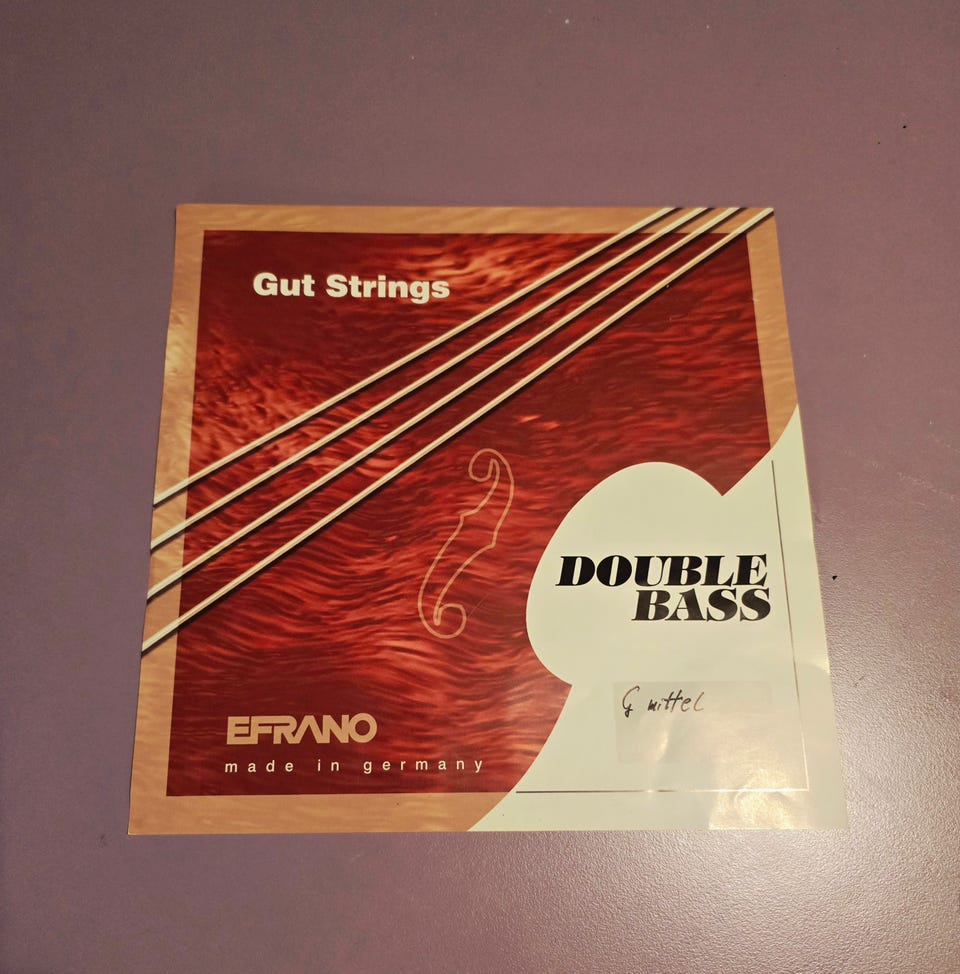 Gut Strings
DOUBLE
BASS
G mittel
EFRANO
made in germany